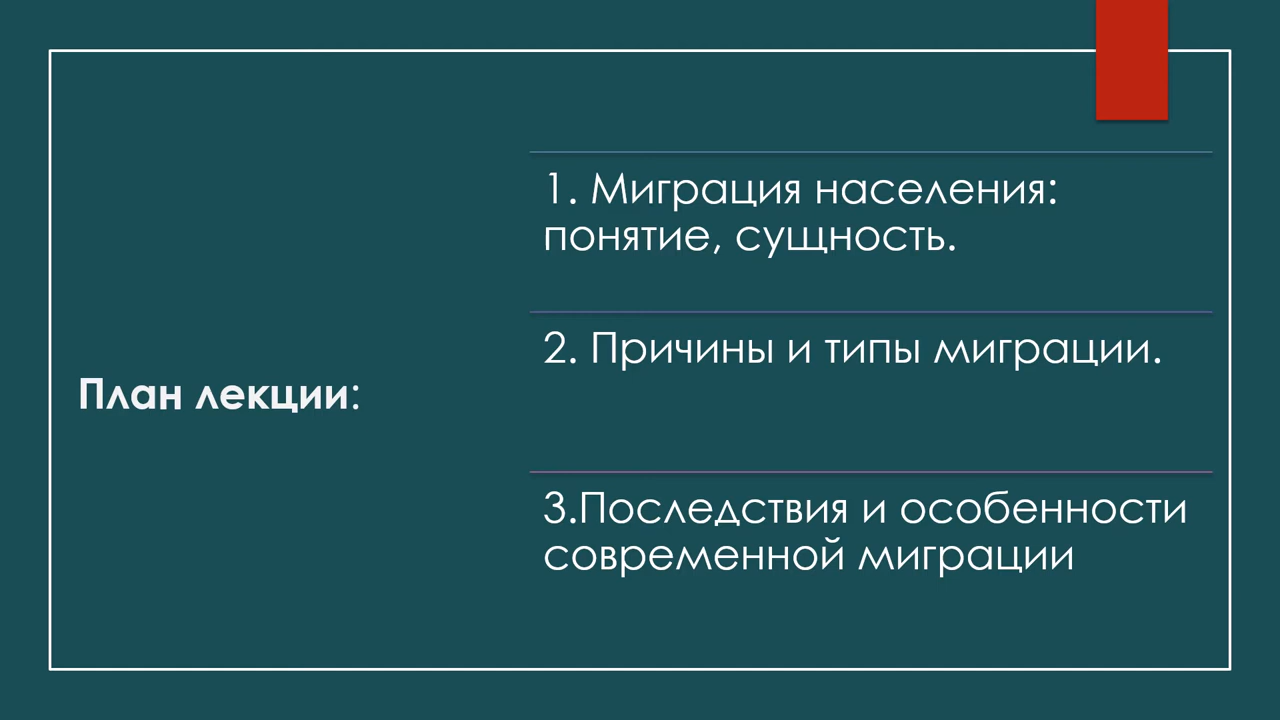 План лекции:
1. Миграция населения:
понятие, сущность.
2. Причины и типы миграции.
3.Последствия и особенности
современной миграции